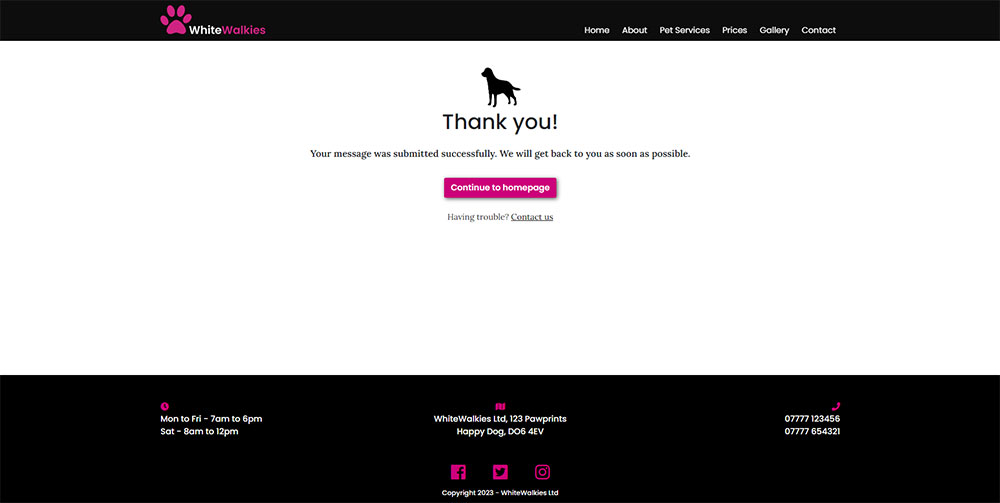 WhiteWalkies
Home About Pet Services Prices Gallery Contact
Thank you!
Your message was submitted successfully. We will get back to you as soon as possible.
Continue to homepage
Having trouble? Contact us
Mon to Fri - 7am to 6pm
Sat - 8am to 12pm
WhiteWalkies Ltd, 123 Pawprints
Happy Dog, DO6 4EV
07777 123456
07777 654321
Copyright 2023 - WhiteWalkies Ltd